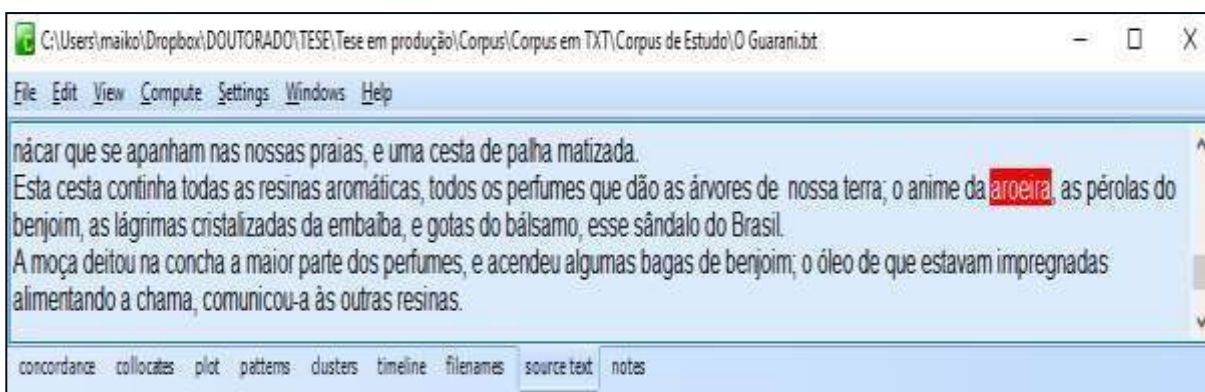 C:\Users\maiko\Dropbox\DOUTORADO\TESE\Tese em produção\Corpus\Corpus em TXT\Corpus de Estudo\O Guarani.txt
File Edit View Compute Settings Windows Help
nácar que se apanham nas nossas praias, e uma cesta de palha matizada.
Esta cesta continha todas as resinas aromáticas, todos os perfumes que dão as árvores de nossa terra; o anime da aroeira, as pérolas do
benjoim, as lágrimas cristalizadas da embaíba, e gotas do bálsamo, esse sândalo do Brasil.
A moça deitou na concha a maior parte dos perfumes, e acendeu algumas bagas de benjoim; o óleo de que estavam impregnadas
alimentando a chama, comunicou-a às outras resinas.
concordance collocates plot patterns clusters timeline filenames source text notes